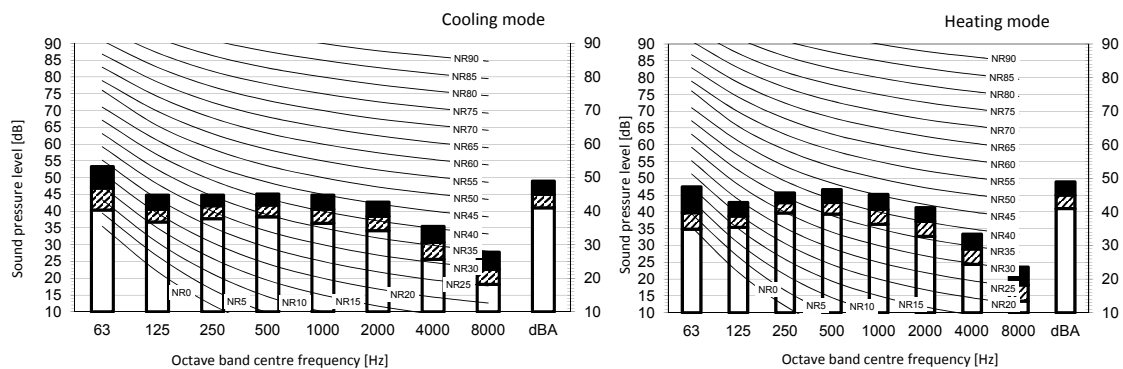 Cooling mode
Sound pressure level [dB]
90
85
80
75
70
65
60
55
50
45
40
35
30
25
20
15
10
NR90
NR85
NR80
NR75
NR70
NR65
NR60
NR55
NR50
NR45
NR40
NR35
NR30
NR25
NR0 NR5 NR10 NR15 NR20
90
80
70
60
50
40
30
20
10
63 125 250 500 1000 2000 4000 8000 dBA
Octave band centre frequency [Hz]
Heating mode
Sound pressure level [dB]
90
85
80
75
70
65
60
55
50
45
40
35
30
25
20
15
10
NR90
NR85
NR80
NR75
NR70
NR65
NR60
NR55
NR50
NR45
NR40
NR35
NR30
NR25
NR20
NR0
NR5 NR10 NR15
90
80
70
60
50
40
30
20
10
63 125 250 500 1000 2000 4000 8000 dBA
Octave band centre frequency [Hz]